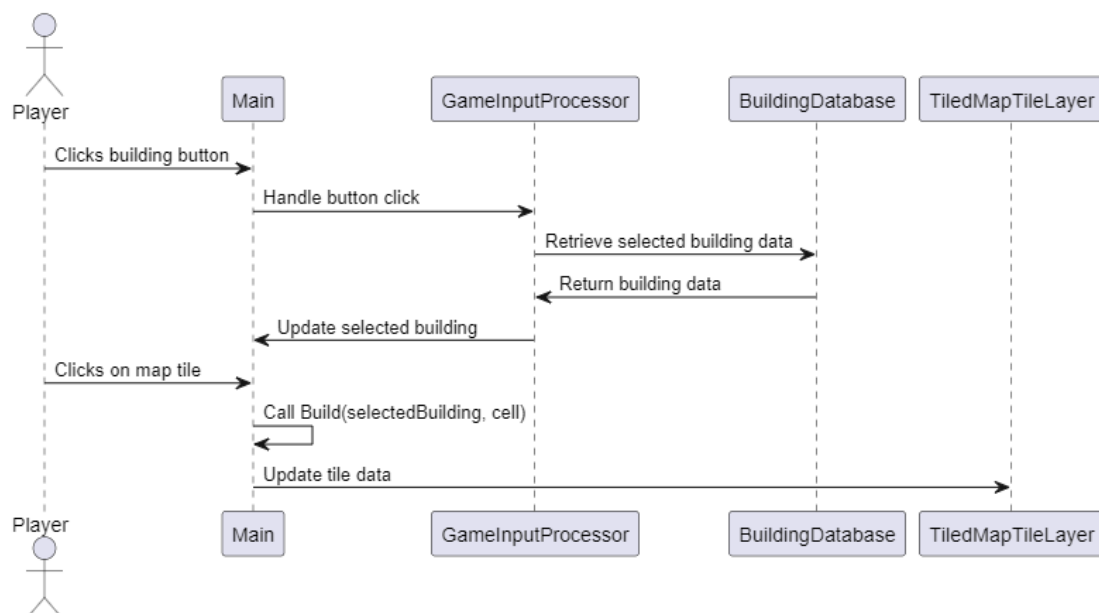 Player
Main
GameInputProcessor
BuildingDatabase
TiledMapTileLayer
Clicks building button
Handle button click
Retrieve selected building data
Return building data
Update selected building
Clicks on map tile
Call Build(selectedBuilding, cell)
Update tile data
Player
Main
GameInputProcessor
BuildingDatabase
TiledMapTileLayer